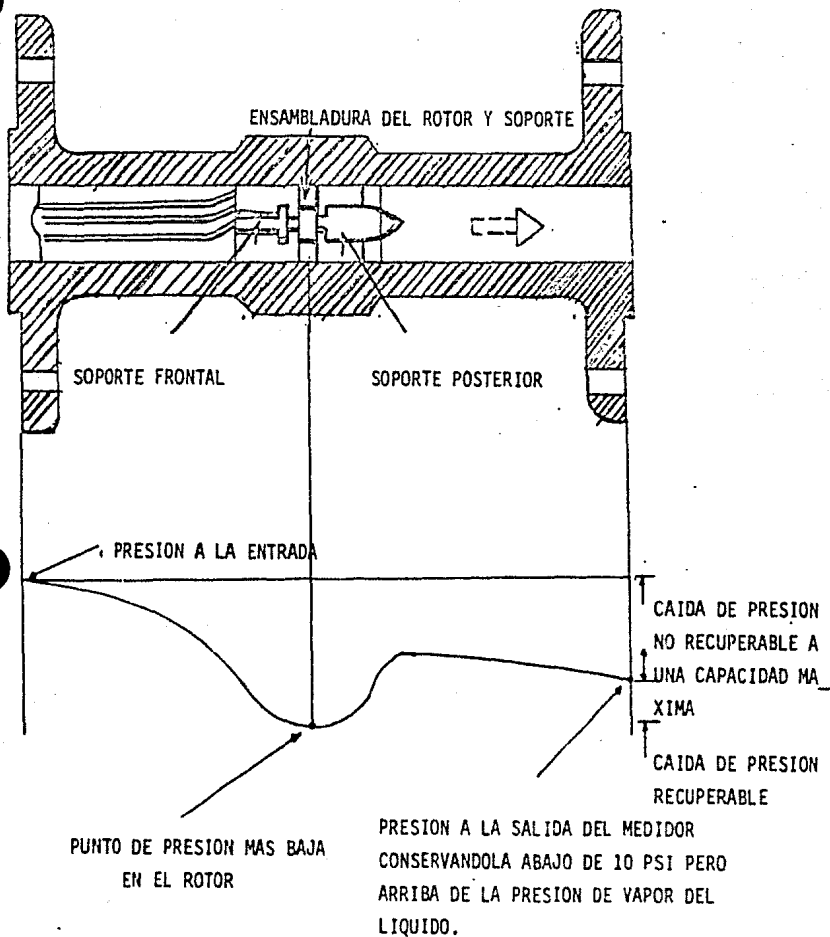 ENSAMBLADURA DEL ROTOR Y SOPORTE
SOPORTE FRONTAL
SOPORTE POSTERIOR
PRESION A LA ENTRADA
CAIDA DE PRESION
NO RECUPERABLE A
UNA CAPACIDAD MA_
XIMA
CAIDA DE PRESION
RECUPERABLE
PUNTO DE PRESION MAS BAJA
EN EL ROTOR
PRESION A LA SALIDA DEL MEDIDOR
CONSERVANDOLA ABAJO DE 10 PSI PERO
ARRIBA DE LA PRESION DE VAPOR DEL
LIQUIDO.